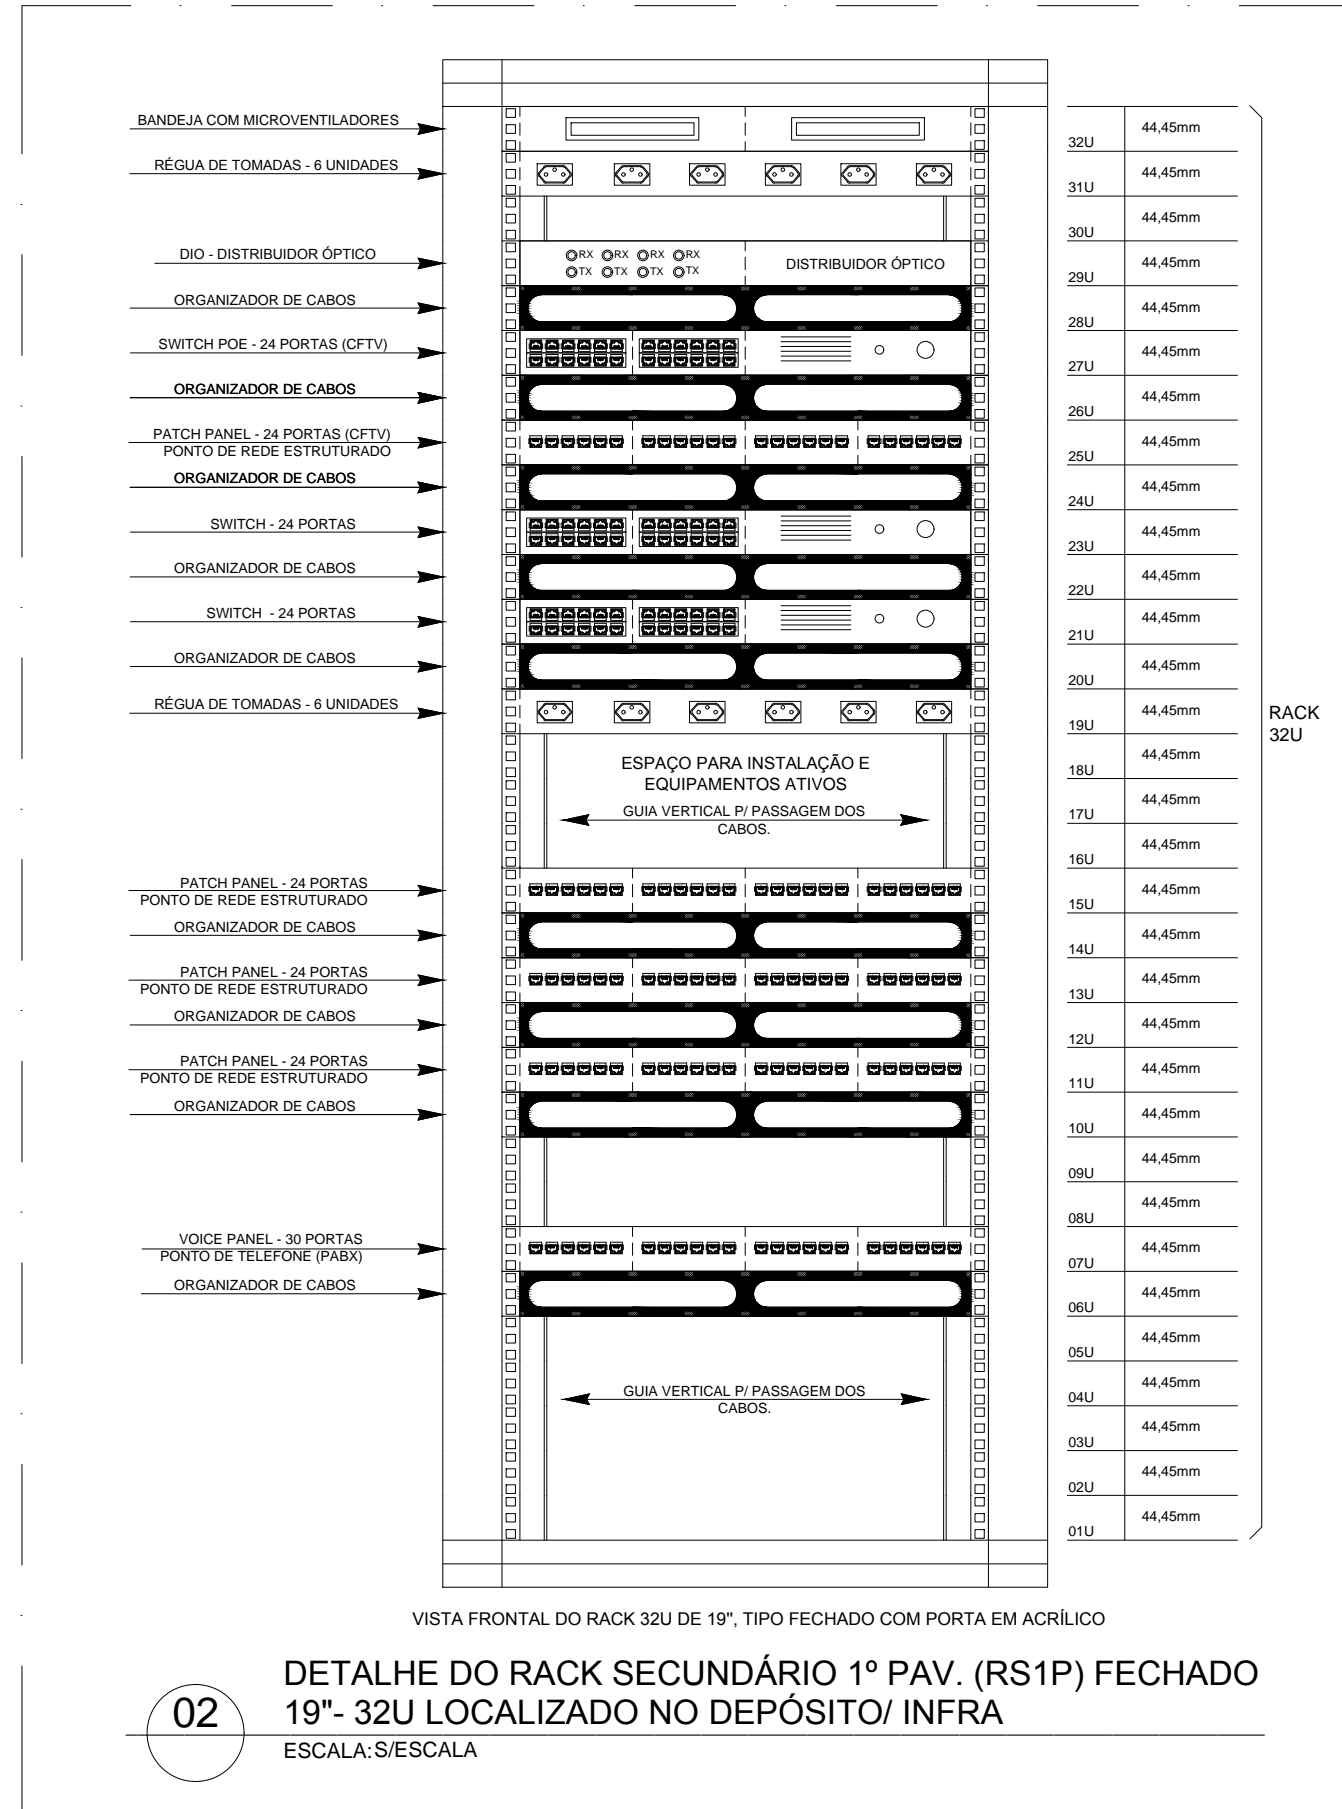 BANDEJA COM MICROVENTILADORES
44,45mm
32U
RÉGUA DE TOMADAS - 6 UNIDADES
44,45mm
31U
44,45mm
30U
DIO - DISTRIBUIDOR ÓPTICO
RX RX RX RX
TX TX TX TX
DISTRIBUIDOR ÓPTICO
44,45mm
29U
ORGANIZADOR DE CABOS
44,45mm
28U
SWITCH POE - 24 PORTAS (CFTV)
44,45mm
27U
ORGANIZADOR DE CABOS
44,45mm
26U
PATCH PANEL - 24 PORTAS (CFTV)
PONTO DE REDE ESTRUTURADO
44,45mm
25U
ORGANIZADOR DE CABOS
44,45mm
24U
SWITCH - 24 PORTAS
44,45mm
23U
ORGANIZADOR DE CABOS
44,45mm
22U
SWITCH - 24 PORTAS
44,45mm
21U
ORGANIZADOR DE CABOS
44,45mm
20U
RÉGUA DE TOMADAS - 6 UNIDADES
44,45mm
19U
RACK
32U
ESPAÇO PARA INSTALAÇÃO E
EQUIPAMENTOS ATIVOS
44,45mm
18U
GUIA VERTICAL P/ PASSAGEM DOS
CABOS.
44,45mm
17U
44,45mm
16U
PATCH PANEL - 24 PORTAS
PONTO DE REDE ESTRUTURADO
44,45mm
15U
ORGANIZADOR DE CABOS
44,45mm
14U
PATCH PANEL - 24 PORTAS
PONTO DE REDE ESTRUTURADO
44,45mm
13U
ORGANIZADOR DE CABOS
44,45mm
12U
PATCH PANEL - 24 PORTAS
PONTO DE REDE ESTRUTURADO
44,45mm
11U
ORGANIZADOR DE CABOS
44,45mm
10U
44,45mm
09U
44,45mm
08U
VOICE PANEL - 30 PORTAS
PONTO DE TELEFONE (PABX)
44,45mm
07U
ORGANIZADOR DE CABOS
44,45mm
06U
44,45mm
05U
GUIA VERTICAL P/ PASSAGEM DOS
CABOS.
44,45mm
04U
44,45mm
03U
44,45mm
02U
44,45mm
01U
VISTA FRONTAL DO RACK 32U DE 19", TIPO FECHADO COM PORTA EM ACRÍLICO
02
DETALHE DO RACK SECUNDÁRIO 1º PAV. (RS1P) FECHADO
19"- 32U LOCALIZADO NO DEPÓSITO/ INFRA
ESCALA: S/ESCALA